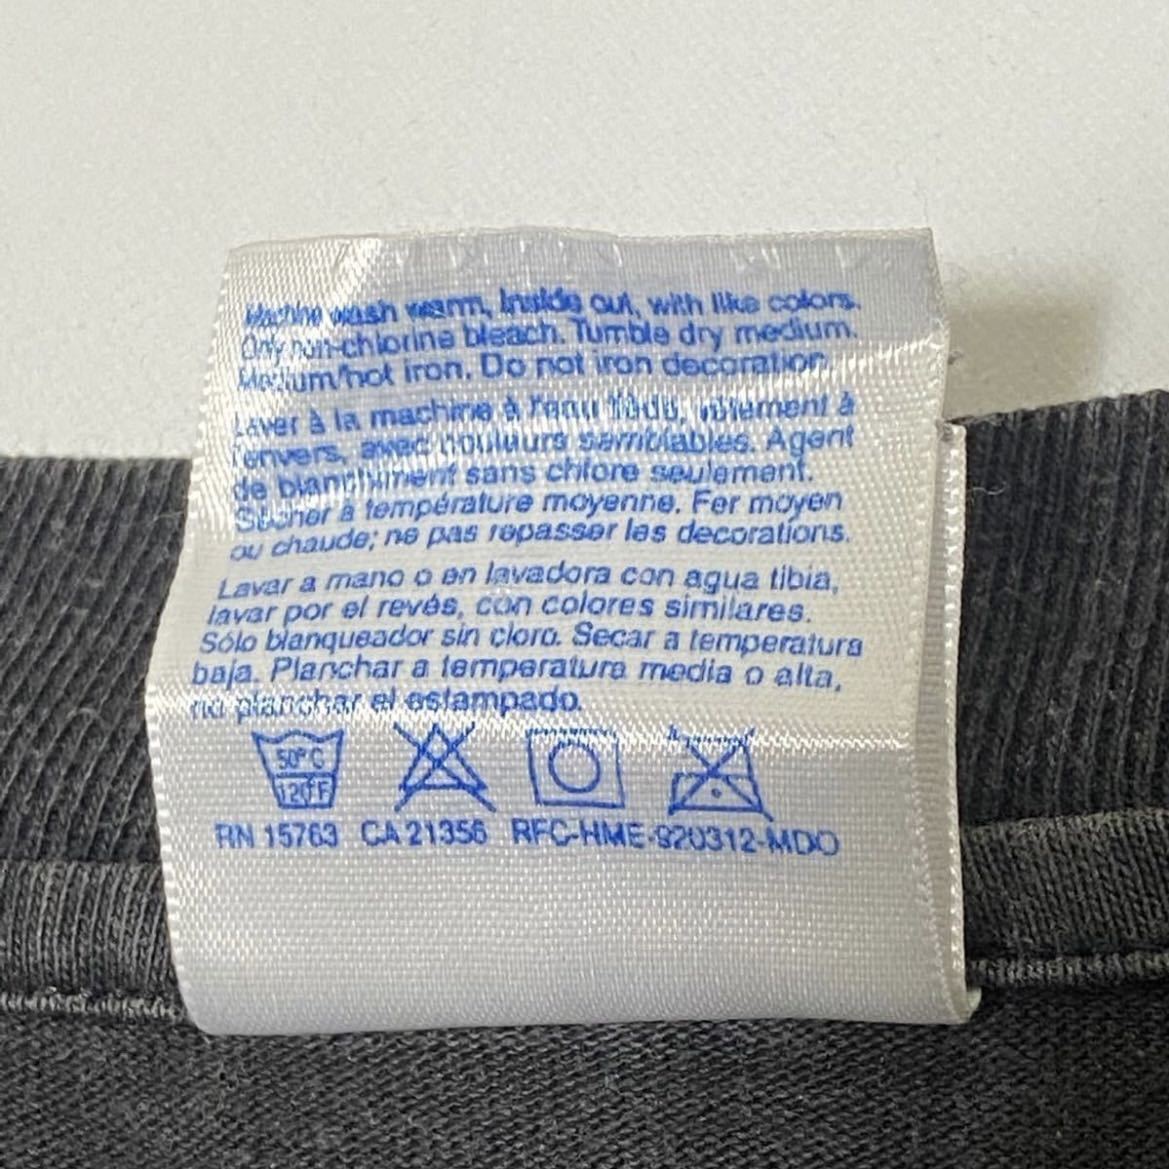 Machine wash warm, inside out, with like colors.
Only non-chlorine bleach. Tumble dry medium.
Medium/hot iron. Do not iron decoration.
Laver à la machine à l'eau tiède, vêtement à
l'envers, avec couleurs semblables. Agent
de blanchiment sans chlore seulement.
Sécher à température moyenne. Fer moyen
ou chaude; ne pas repasser les decorations.
Lavar a mano o en lavadora con agua tibia,
lavar por el revés, con colores similares.
Sólo blanqueador sin cloro. Secar a temperatura
baja. Planchar a temperatura media o alta,
no planchar el estampado.
50°C
120°F
RN 15763 CA 21356 RFC-HME-920312-MDO